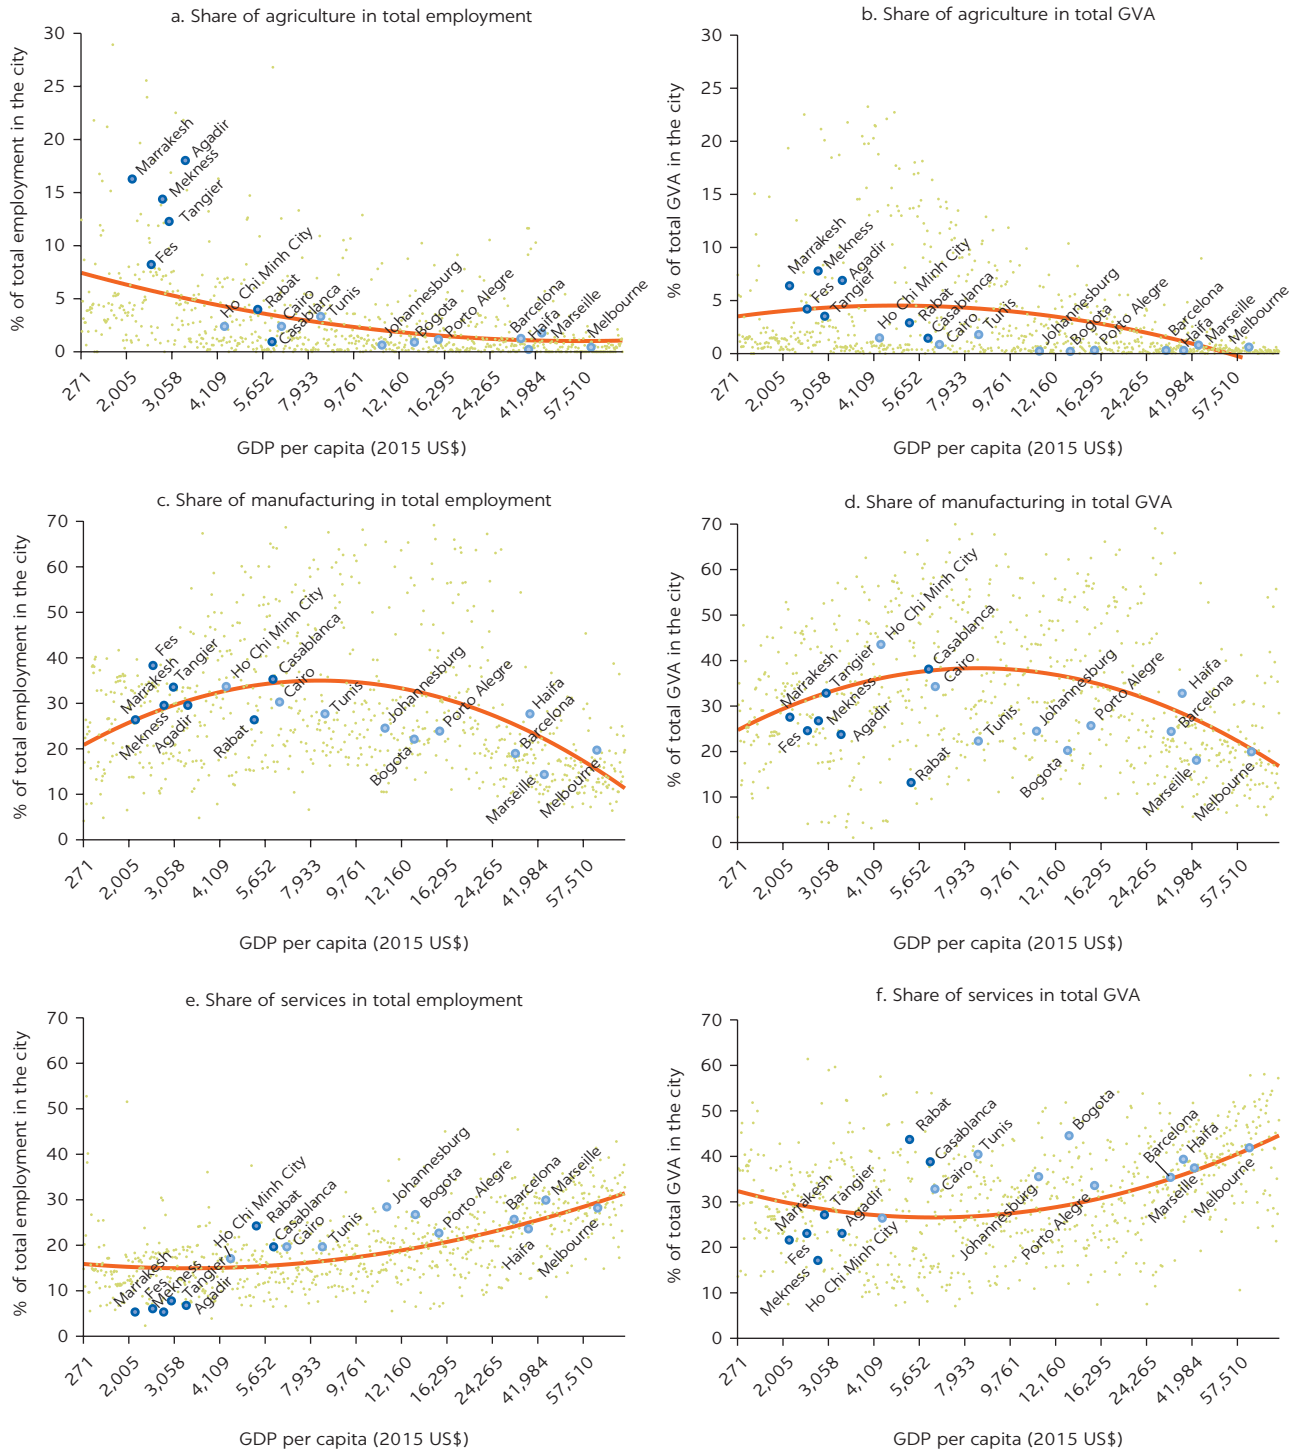 a. Share of agriculture in total employment
% of total employment in the city
30
25
20
15
10
5
0
Marrakesh
Agadir
Mekness
Tangier
Fes
Ho Chi Minh City
Rabat
Cairo
Casablanca
Tunis
Johannesburg
Bogota
Porto Alegre
Barcelona
Haifa
Marseille
Melbourne
271
2,005
3,058
4,109
5,652
7,933
9,761
12,160
16,295
24,265
41,984
57,510
GDP per capita (2015 US$)
b. Share of agriculture in total GVA
% of total GVA in the city
30
25
20
15
10
5
0
Marrakesh
Mekness
Agadir
Fes
Tangier
Ho Chi Minh City
Rabat
Casablanca
Cairo
Tunis
Johannesburg
Bogota
Porto Alegre
Barcelona
Haifa
Marseille
Melbourne
271
2,005
3,058
4,109
5,652
7,933
9,761
12,160
16,295
24,265
41,984
57,510
GDP per capita (2015 US$)
c. Share of manufacturing in total employment
% of total employment in the city
70
60
50
40
30
20
10
0
Fes
Marrakesh
Tangier
Mekness
Agadir
Ho Chi Minh City
Rabat
Casablanca
Cairo
Tunis
Johannesburg
Bogota
Porto Alegre
Haifa
Barcelona
Marseille
Melbourne
271
2,005
3,058
4,109
5,652
7,933
9,761
12,160
16,295
24,265
41,984
57,510
GDP per capita (2015 US$)
d. Share of manufacturing in total GVA
% of total GVA in the city
70
60
50
40
30
20
10
0
Marrakesh
Tangier
Fes
Mekness
Agadir
Ho Chi Minh City
Casablanca
Cairo
Rabat
Tunis
Johannesburg
Bogota
Porto Alegre
Haifa
Barcelona
Marseille
Melbourne
271
2,005
3,058
4,109
5,652
7,933
9,761
12,160
16,295
24,265
41,984
57,510
GDP per capita (2015 US$)
e. Share of services in total employment
% of total employment in the city
70
60
50
40
30
20
10
0
Marrakesh
Fes
Mekness
Tangier
Agadir
Ho Chi Minh City
Rabat
Casablanca
Cairo
Tunis
Johannesburg
Bogota
Porto Alegre
Barcelona
Haifa
Marseille
Melbourne
271
2,005
3,058
4,109
5,652
7,933
9,761
12,160
16,295
24,265
41,984
57,510
GDP per capita (2015 US$)
f. Share of services in total GVA
% of total GVA in the city
70
60
50
40
30
20
10
0
Marrakesh
Fes
Mekness
Tangier
Agadir
Ho Chi Minh City
Rabat
Casablanca
Cairo
Tunis
Johannesburg
Bogota
Porto Alegre
Barcelona
Haifa
Marseille
Melbourne
271
2,005
3,058
4,109
5,652
7,933
9,761
12,160
16,295
24,265
41,984
57,510
GDP per capita (2015 US$)